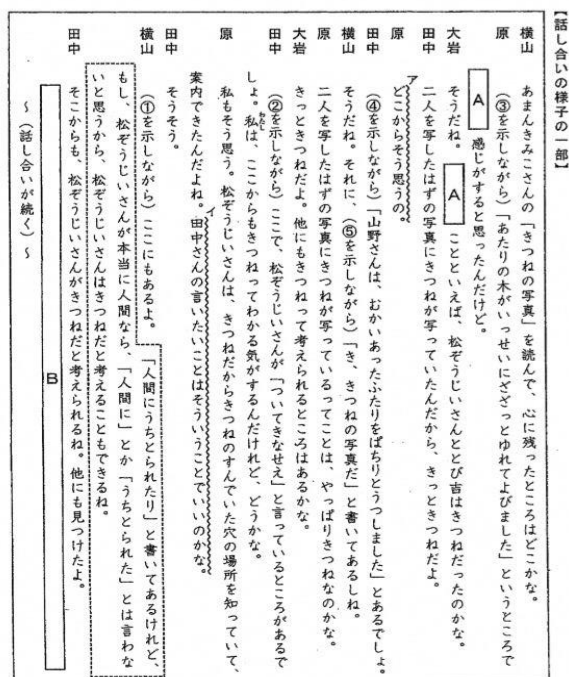 【話し合いの様子の一部】
横山 あまんきみこさんの「きつねの写真」を読んで、心に残ったところはどこかな。
原 (③を示しながら)「あたりの木がいっせいにざざっとゆれてよびました」というところで
A 感じがすると思ったんだけど。
大岩 そうだね。 A ことといえば、松ぞうじいさんととび吉はきつねだったのかな。
田中 二人を写したはずの写真にきつねが写っていたんだから、きっときつねだよ。
ア
原 どこからそう思うの。
田中 (④を示しながら)「山野さんは、むかいあったふたりをぱちりとうつしました」とあるでしょ。
横山 そうだね。それに、(⑤を示しながら)「き、きつねの写真だ」と書いてあるしね。
原 二人を写したはずの写真にきつねが写っているってことは、やっぱりきつねなのかな。
大岩 きっときつねだよ。他にもきつねって考えられるところはあるかな。
田中 (②を示しながら)ここで、松ぞうじいさんが「ついてきなせえ」と言っているところがあるで
しょ。私は、ここからもきつねってわかる気がするんだけれど、どうかな。
わたし
原 私もそう思う。松ぞうじいさんは、きつねだからきつねのすんでいた穴の場所を知っていて、
イ
案内できたんだよね。田中さんの言いたいことはそういうことでいいのかな。
田中 そうそう。
横山 (①を示しながら)ここにもあるよ。「人間にうちとられたり」と書いてあるけれど、
もし、松ぞうじいさんが本当に人間なら、「人間に」とか「うちとられた」とは言わな
いと思うから、松ぞうじいさんはきつねだと考えることもできるね。
田中 そこからも、松ぞうじいさんがきつねだと考えられるね。他にも見つけたよ。
B
～(話し合いが続く)～